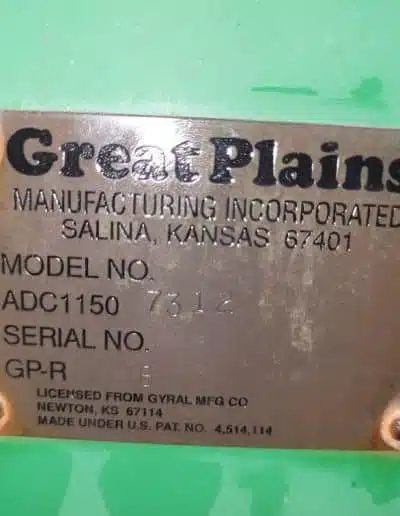 Great Plains
MANUFACTURING INCORPORATED
SALINA, KANSAS 67401
MODEL NO.
ADC1150 7312
SERIAL NO.
GP-R
LICENSED FROM GYRAL MFG CO
NEWTON, KS 67114
MADE UNDER U.S. PAT. NO. 4,514,114